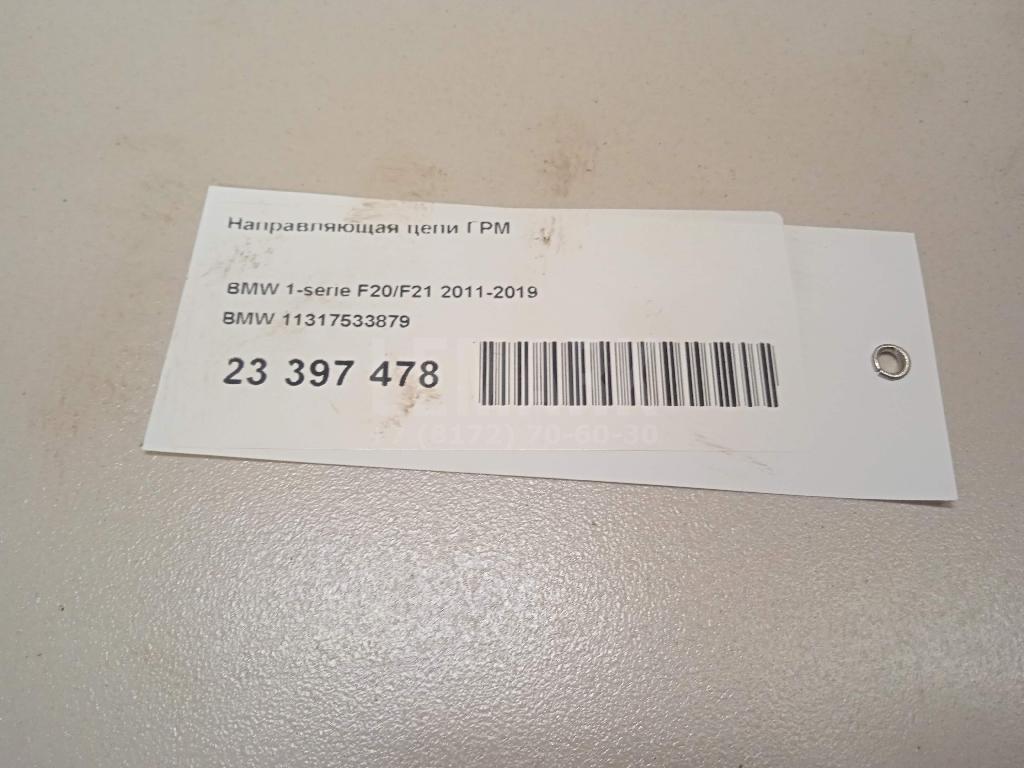 Направляющая цепи ГРМ
BMW 1-serie F20/F21 2011-2019
BMW 11317533879
23 397 478
(8172) 70-60-30